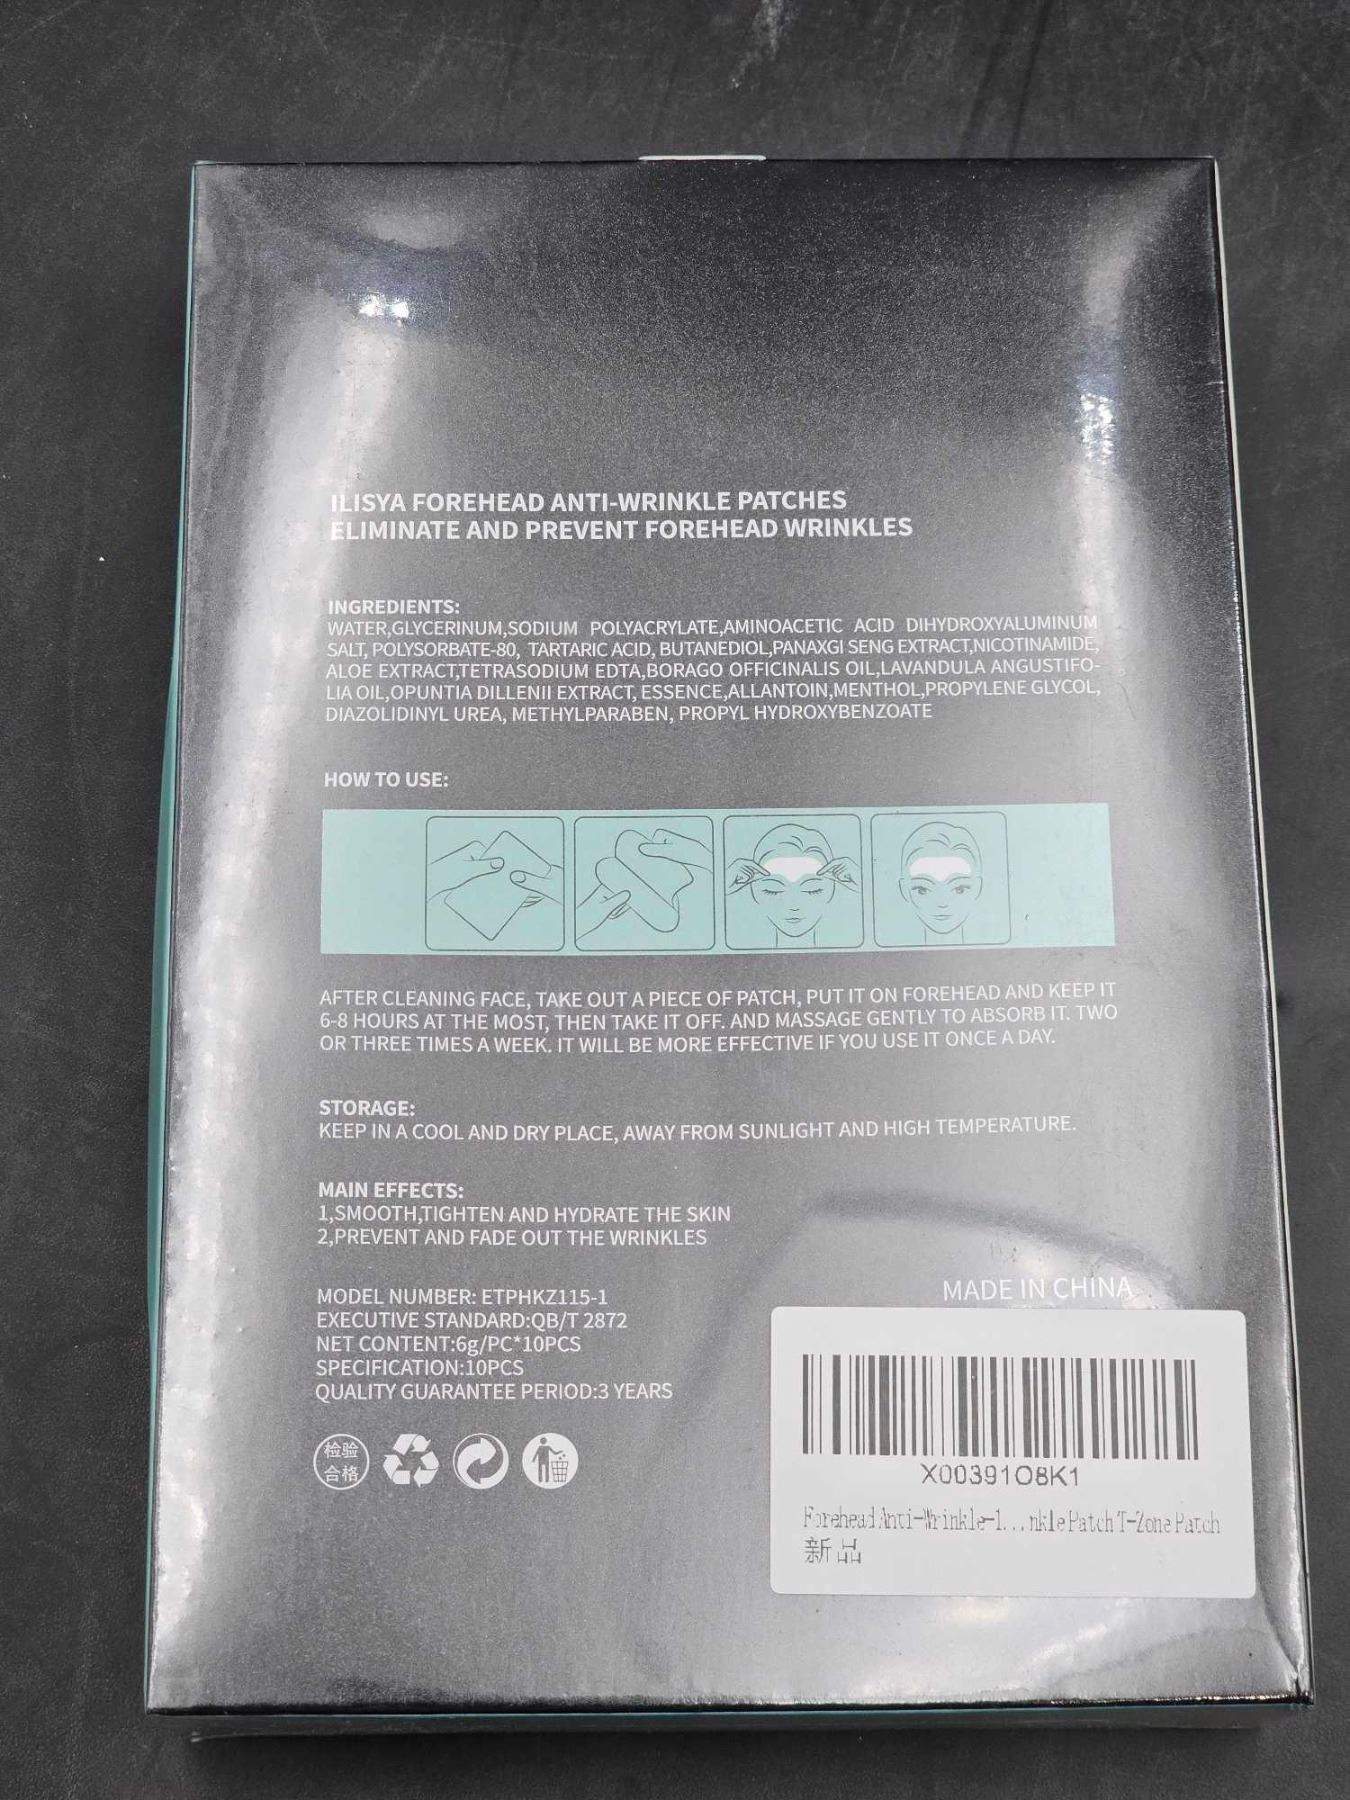 ILISYA FOREHEAD ANTI-WRINKLE PATCHES
ELIMINATE AND PREVENT FOREHEAD WRINKLES
INGREDIENTS:
WATER,GLYCERINUM,SODIUM POLYACRYLATE,AMINOACETIC ACID DIHYDROXYALUMINUM
SALT, POLYSORBATE-80, TARTARIC ACID, BUTANEDIOL,PANAXGI SENG EXTRACT,NICOTINAMIDE,
ALOE EXTRACT,TETRASODIUM EDTA,BORAGO OFFICINALIS OIL,LAVANDULA ANGUSTIFO-
LIA OIL,OPUNTIA DILLENII EXTRACT, ESSENCE,ALLANTOIN,MENTHOL,PROPYLENE GLYCOL,
DIAZOLIDINYL UREA, METHYLPARABEN, PROPYL HYDROXYBENZOATE
HOW TO USE:
AFTER CLEANING FACE, TAKE OUT A PIECE OF PATCH, PUT IT ON FOREHEAD AND KEEP IT
6-8 HOURS AT THE MOST, THEN TAKE IT OFF. AND MASSAGE GENTLY TO ABSORB IT. TWO
OR THREE TIMES A WEEK. IT WILL BE MORE EFFECTIVE IF YOU USE IT ONCE A DAY.
STORAGE:
KEEP IN A COOL AND DRY PLACE, AWAY FROM SUNLIGHT AND HIGH TEMPERATURE.
MAIN EFFECTS:
1,SMOOTH,TIGHTEN AND HYDRATE THE SKIN
2,PREVENT AND FADE OUT THE WRINKLES
MODEL NUMBER: ETPHKZ115-1
EXECUTIVE STANDARD:QB/T 2872
NET CONTENT:6g/PC*10PCS
SPECIFICATION:10PCS
QUALITY GUARANTEE PERIOD:3 YEARS
检验
合格
MADE IN CHINA
X00391O8K1
Forehead Anti-Wrinkle-1...nkle Patch T-Zone Patch
新品